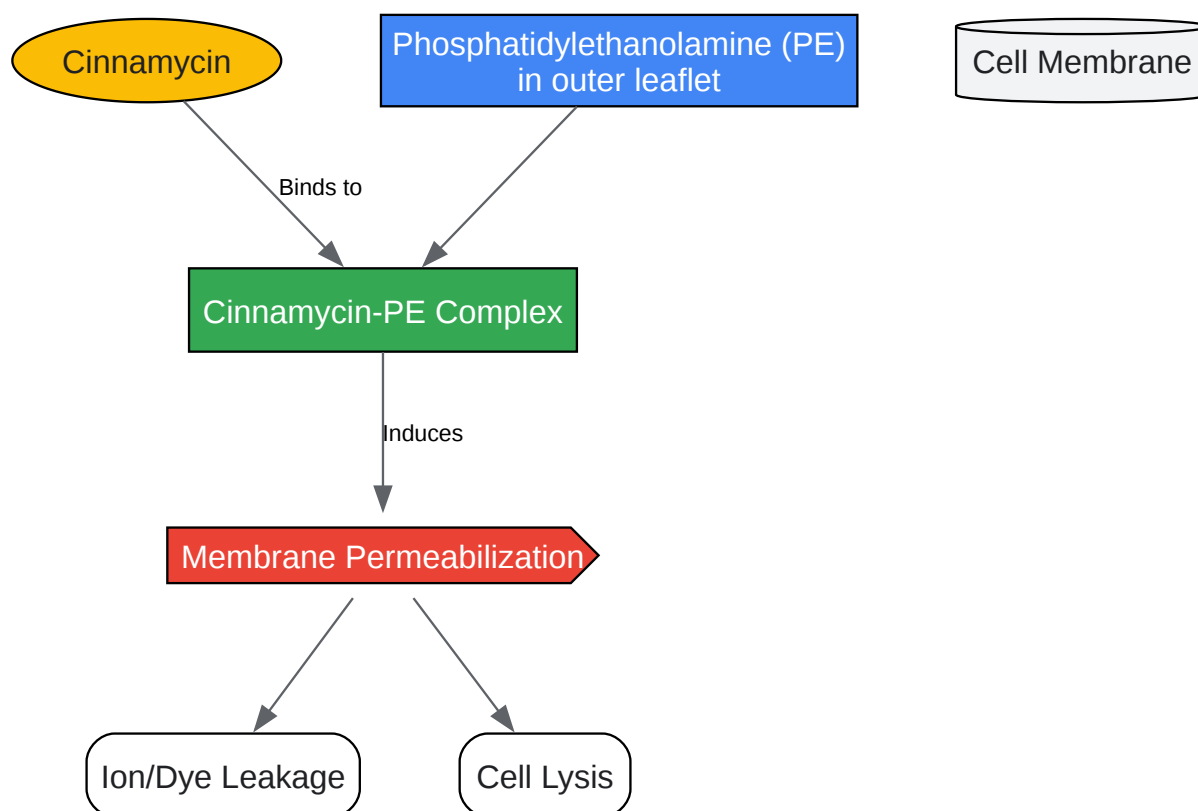 Cinnamycin
Phosphatidylethanolamine (PE)
in outer leaflet
Cell Membrane
Binds to
Cinnamycin-PE Complex
Induces
Membrane Permeabilization
Ion/Dye Leakage
Cell Lysis